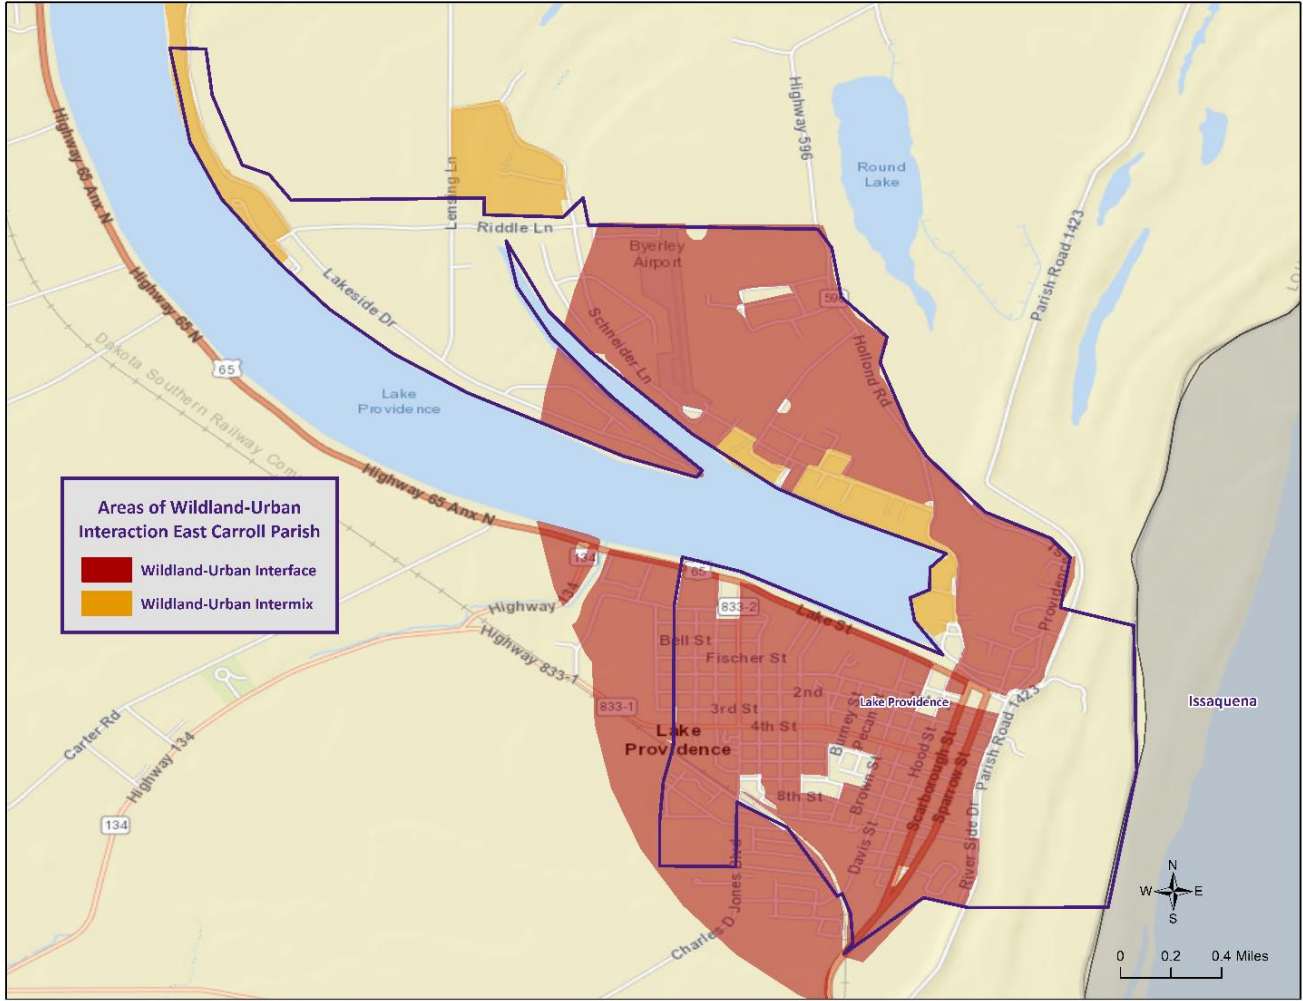 Highway 65 Anx N
Highway 596
Round
Lake
Lensing Ln
Riddle Ln
Byerley
Airport
Parish Road 1423
Lakeside Dr
Highway 65 N
596
Schneider Ln
Hollond Rd
65
Dakota Southern Railway Com
Lake
Providence
Highway 65 Anx N
Areas of Wildland-Urban
Interaction East Carroll Parish
Wildland-Urban Interface
Wildland-Urban Intermix
134
65
Highway 134
833-2
Lake St
Providence
Bell St
Fischer St
Highway 833-1
2nd
833-1
3rd St
4th St
Lake
Providence
Burney St
Pecan
Lake Providence
Hood St
Issaquena
Parish Road 1423
Carter Rd
Highway 134
Scarborough St
Sparrow St
Brown St
8th St
134
Davis St
River Side Dr
Charles D Jones Blvd
N
W E
S
0 0.2 0.4 Miles